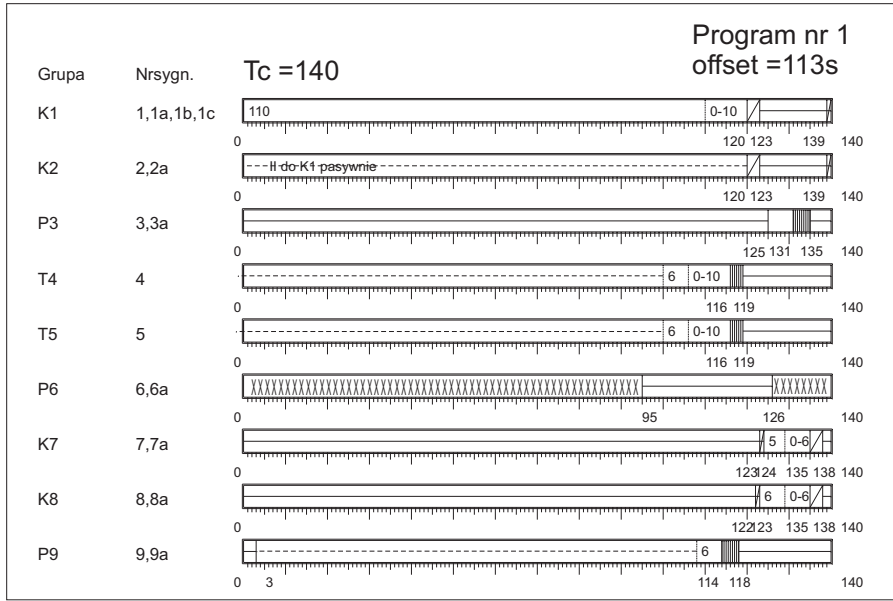 Program nr 1
offset =113s
Grupa Nrsygn. Tc =140
K1 1,1a,1b,1c 110 0-10
0 120 123 139 140
K2 2,2a II do K1 pasywnie
0 120 123 139 140
P3 3,3a
0 125 131 135 140
T4 4 6 0-10
0 116 119 140
T5 5 6 0-10
0 116 119 140
P6 6,6a
0 95 126 140
K7 7,7a 5 0-6
0 123 124 135 138 140
K8 8,8a 6 0-6
0 122 123 135 138 140
P9 9,9a 6
0 3 114 118 140